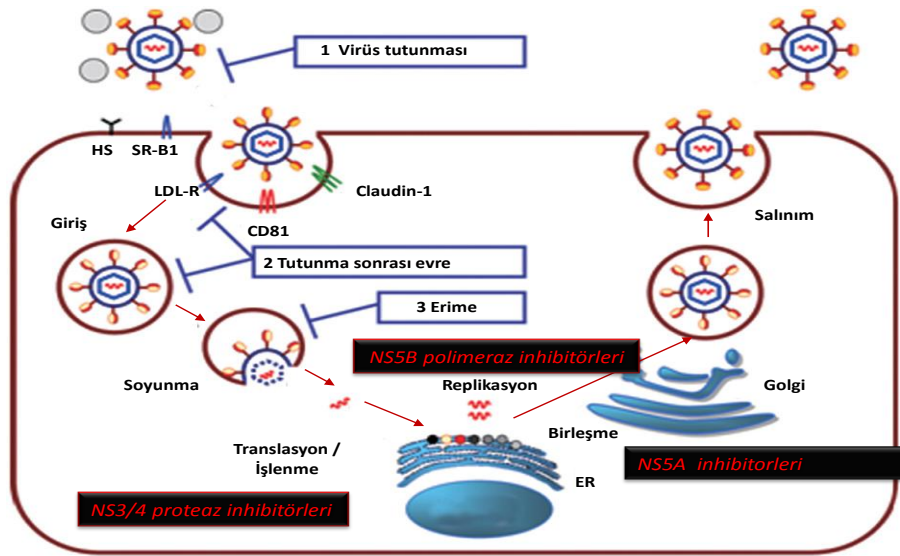 1 Virüs tutunması
HS
SR-B1
LDL-R
Claudin-1
CD81
Salınım
Giriş
2 Tutunma sonrası evre
3 Erime
NS5B polimeraz inhibitörleri
Soyunma
Replikasyon
Golgi
Birleşme
Translasyon /
İşlenme
NS5A inhibitorleri
ER
NS3/4 proteaz inhibitörleri